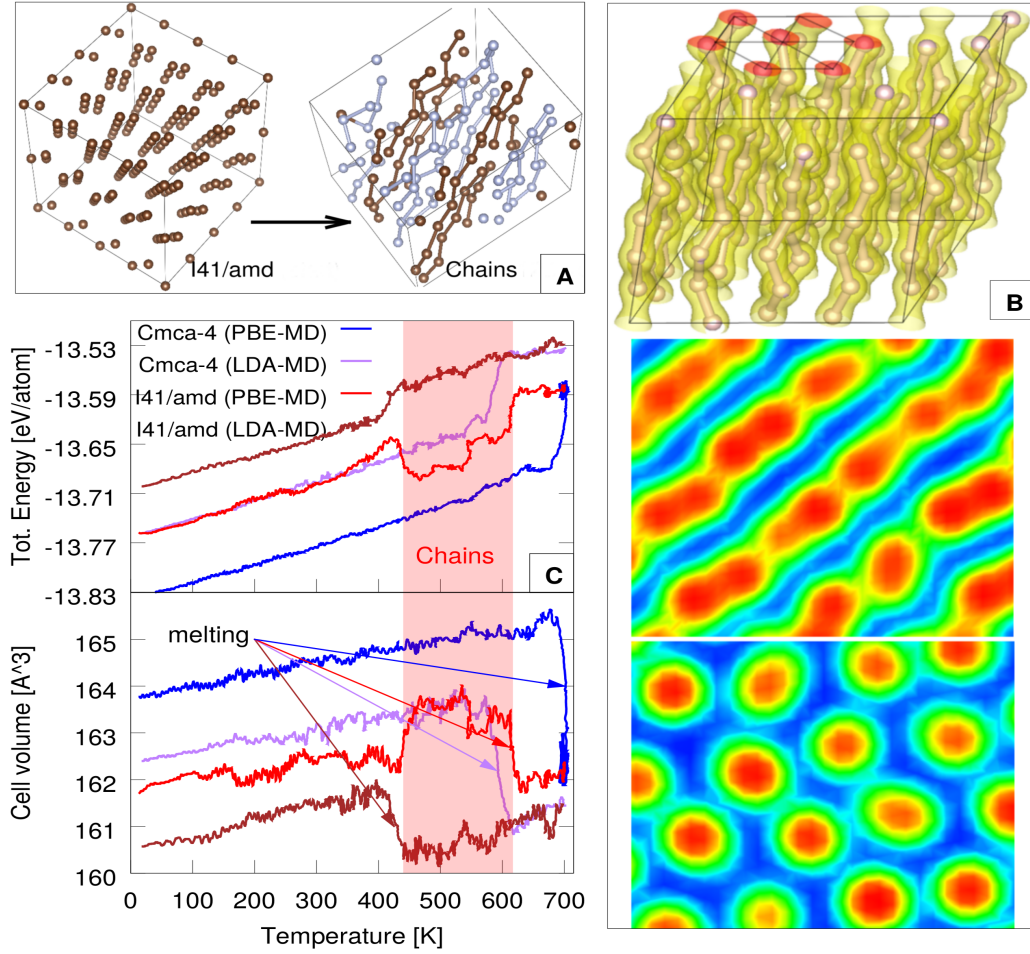 I41/amd
Chains
A
B
Cmca-4 (PBE-MD)
Cmca-4 (LDA-MD)
I41/amd (PBE-MD)
I41/amd (LDA-MD)
Tot. Energy [eV/atom]
-13.53
-13.59
-13.65
-13.71
-13.77
-13.83
Chains
C
melting
Cell volume [A^3]
165
164
163
162
161
160
0 100 200 300 400 500 600 700
Temperature [K]